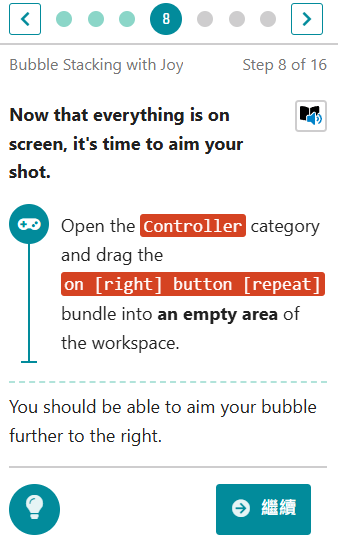 8
Bubble Stacking with Joy
Step 8 of 16
Now that everything is on
screen, it's time to aim your
shot.
Open the Controller category
and drag the
on [right] button [repeat]
bundle into an empty area of
the workspace.
You should be able to aim your bubble
further to the right.
繼續